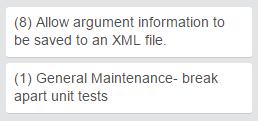 (8) Allow argument information to
be saved to an XML file.
(1) General Maintenance- break
apart unit tests